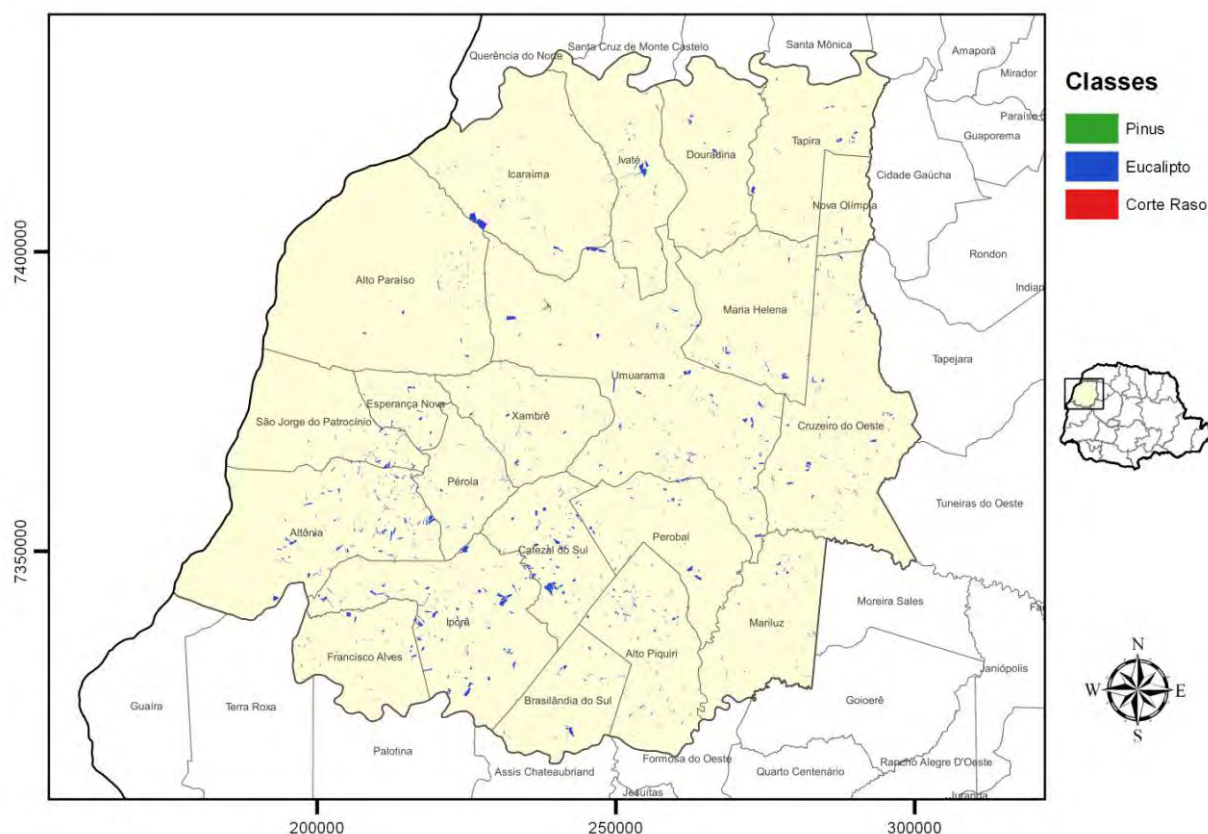 Querência do Norte
Santa Cruz de Monte Castelo
Santa Mônica
Amaporã
Mirador
Guaporema
Cidade Gaúcha
Rondon
Tapejara
Tuneiras do Oeste
Icaraíma
Ivaté
Douradina
Tapira
Nova Olímpia
Alto Paraíso
Maria Helena
Umuarama
Esperança Nova
Xambrê
São Jorge do Patrocínio
Cruzeiro do Oeste
Pérola
Altônia
Cafezal do Sul
Perobal
Moreira Sales
Iporã
Mariluz
Francisco Alves
Alto Piquiri
Janiópolis
Brasilândia do Sul
Goioerê
Guaíra
Terra Roxa
Palotina
Assis Chateaubriand
Formosa do Oeste
Quarto Centenário
Rancho Alegre D'Oeste
Jesuítas
Juranda
7400000
7350000
200000
250000
300000
Classes
Pinus
Eucalipto
Corte Raso
N
W
E
S